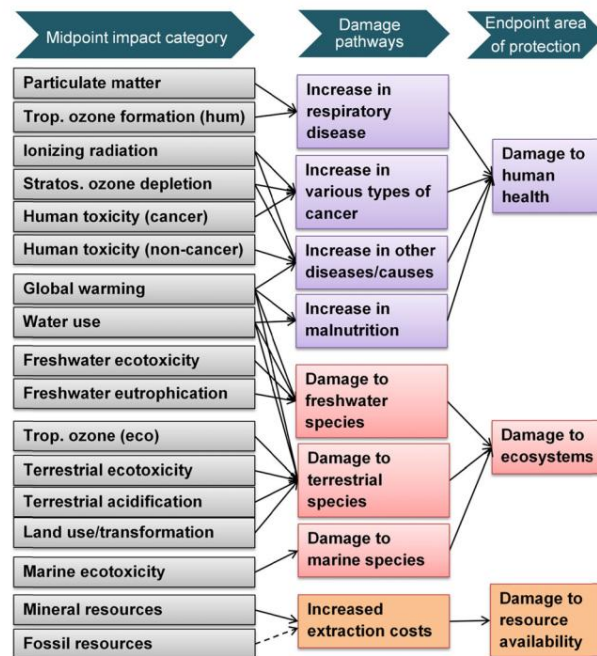 Midpoint impact category
Damage
pathways
Endpoint area
of protection
Particulate matter
Trop. ozone formation (hum)
Ionizing radiation
Stratos. ozone depletion
Human toxicity (cancer)
Human toxicity (non-cancer)
Global warming
Water use
Freshwater ecotoxicity
Freshwater eutrophication
Trop. ozone (eco)
Terrestrial ecotoxicity
Terrestrial acidification
Land use/transformation
Marine ecotoxicity
Mineral resources
Fossil resources
Increase in
respiratory
disease
Increase in
various types of
cancer
Increase in other
diseases/causes
Increase in
malnutrition
Damage to
freshwater
species
Damage to
terrestrial
species
Damage to
marine species
Increased
extraction costs
Damage to
human
health
Damage to
ecosystems
Damage to
resource
availability